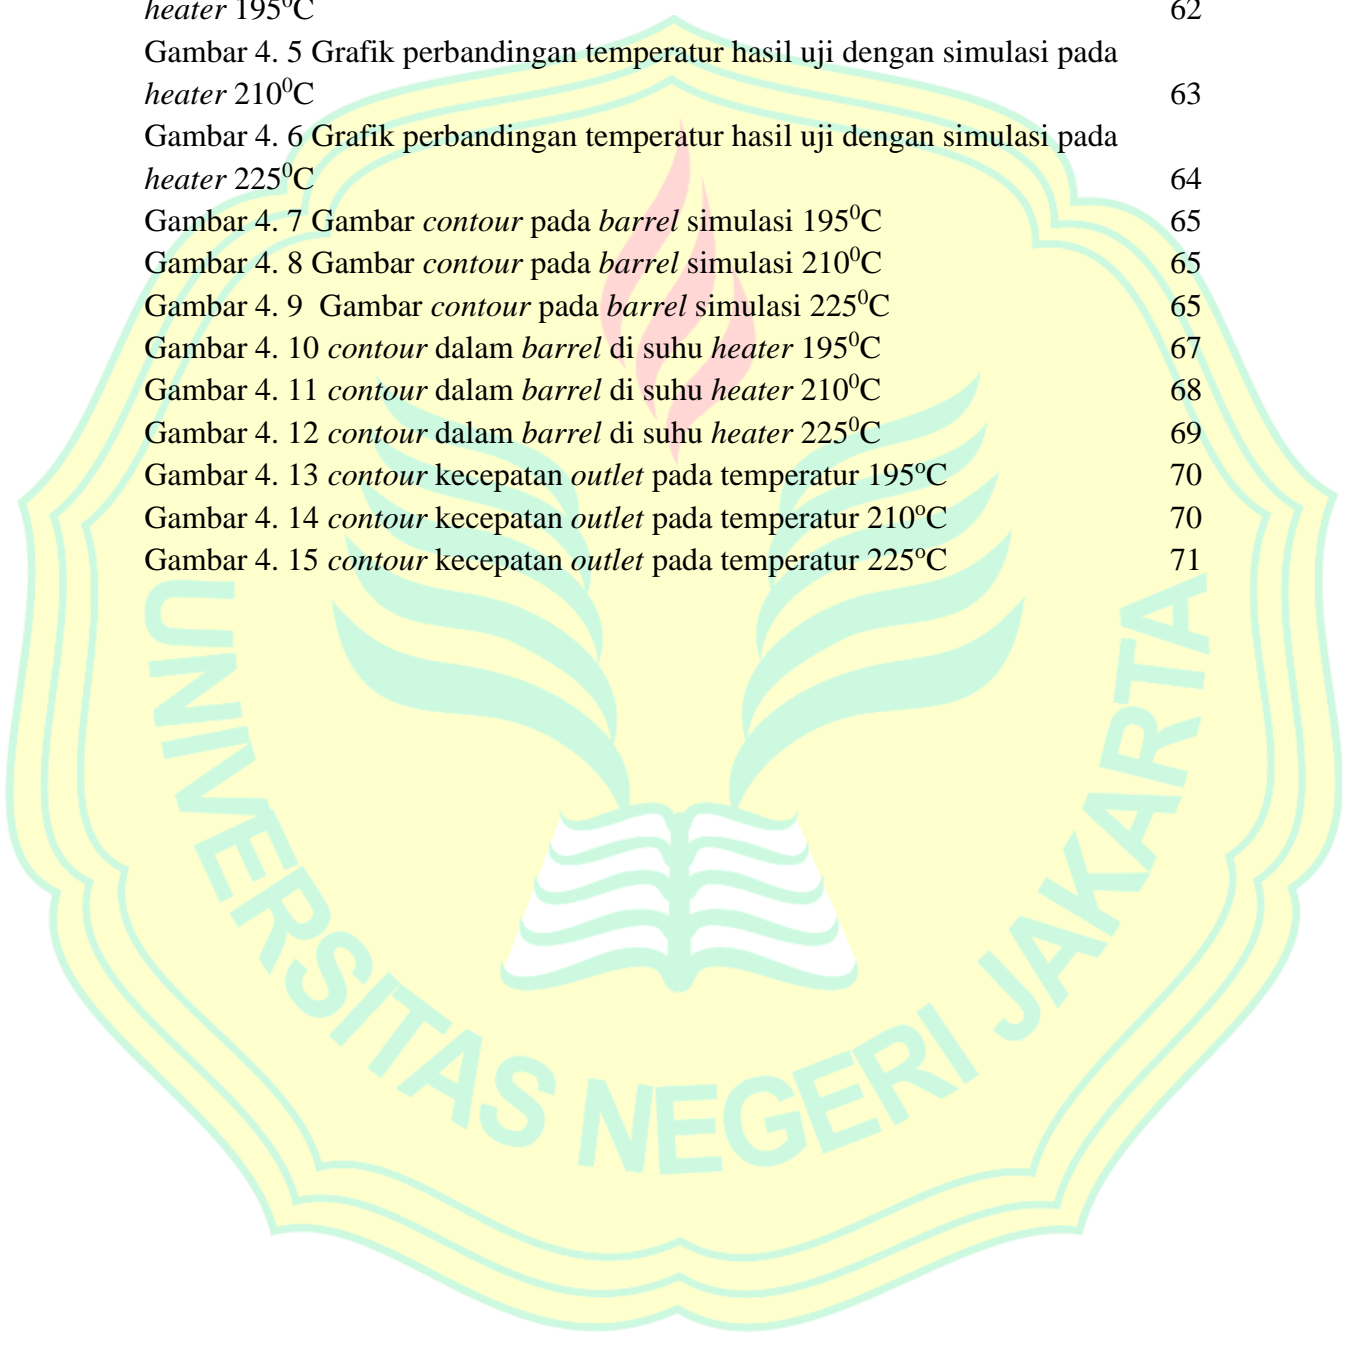 heater 195⁰C 62
Gambar 4. 5 Grafik perbandingan temperatur hasil uji dengan simulasi pada
heater 210⁰C 63
Gambar 4. 6 Grafik perbandingan temperatur hasil uji dengan simulasi pada
heater 225⁰C 64
Gambar 4. 7 Gambar contour pada barrel simulasi 195⁰C 65
Gambar 4. 8 Gambar contour pada barrel simulasi 210⁰C 65
Gambar 4. 9  Gambar contour pada barrel simulasi 225⁰C 65
Gambar 4. 10 contour dalam barrel di suhu heater 195⁰C 67
Gambar 4. 11 contour dalam barrel di suhu heater 210⁰C 68
Gambar 4. 12 contour dalam barrel di suhu heater 225⁰C 69
Gambar 4. 13 contour kecepatan outlet pada temperatur 195ᵒC 70
Gambar 4. 14 contour kecepatan outlet pada temperatur 210ᵒC 70
Gambar 4. 15 contour kecepatan outlet pada temperatur 225ᵒC 71
UNIVERSITAS NEGERI JAKARTA